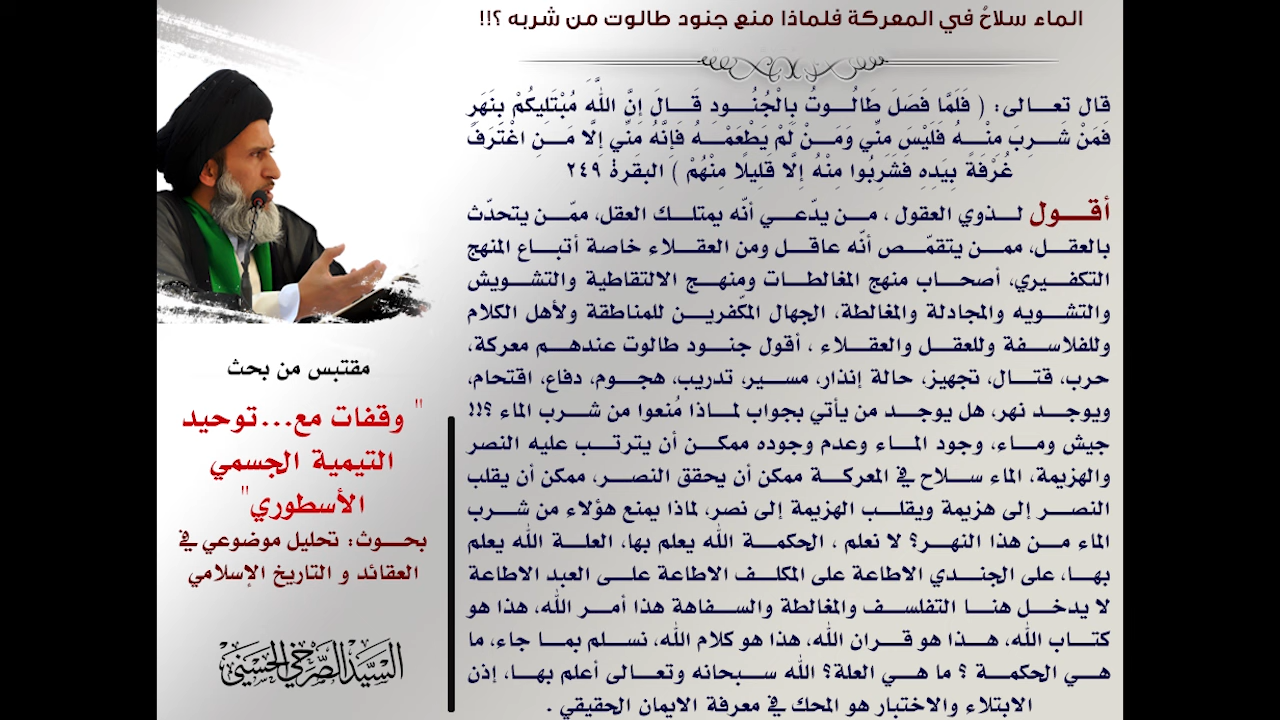 الماء سلاحٌ في المعركة فلماذا منع جنود طالوت من شربه ؟!!
قال تعالى: ( فَلَمَّا فَصَلَ طَالُوتُ بِالْجُنُودِ قَالَ إِنَّ اللَّهَ مُبْتَلِيكُمْ بِنَهَرٍ
فَمَنْ شَرِبَ مِنْهُ فَلَيْسَ مِنِّي وَمَنْ لَمْ يَطْعَمْهُ فَإِنَّهُ مِنِّي إِلَّا مَنِ اغْتَرَفَ
غُرْفَةً بِيَدِهِ فَشَرِبُوا مِنْهُ إِلَّا قَلِيلًا مِنْهُمْ ) البقرة ٢٤٩
أقول لذوي العقول ، من يدّعي أنّه يمتلك العقل، ممّن يتحدّث
بالعقل، ممن يتقمّص أنّه عاقل ومن العقلاء خاصة أتباع المنهج
التكفيري، أصحاب منهج المغالطات ومنهج الالتقاطية والتشويش
والتشويه والمجادلة والمغالطة، الجهال المكّفرين للمناطقة ولأهل الكلام
وللفلاسفة وللعقل والعقلاء ، أقول جنود طالوت عندهم معركة،
حرب، قتال، تجهيز، حالة إنذار، مسير، تدريب، هجوم، دفاع، اقتحام،
ويوجد نهر، هل يوجد من يأتي بجواب لماذا مُنعوا من شرب الماء ؟!!
جيش وماء، وجود الماء وعدم وجوده ممكن أن يترتب عليه النصر
والهزيمة، الماء سلاح في المعركة ممكن أن يحقق النصر، ممكن أن يقلب
النصر إلى هزيمة ويقلب الهزيمة إلى نصر، لماذا يمنع هؤلاء من شرب
الماء من هذا النهر؟ لا نعلم ، الحكمة الله يعلم بها، العلة الله يعلم
بها، على الجندي الاطاعة على المكلف الاطاعة على العبد الاطاعة
لا يدخل هنا التفلسف والمغالطة والسفاهة هذا أمر الله، هذا هو
كتاب الله، هذا هو قران الله، هذا هو كلام الله، نسلم بما جاء، ما
هي الحكمة ؟ ما هي العلة؟ الله سبحانه وتعالى أعلم بها، إذن
الابتلاء والاختبار هو المحك في معرفة الايمان الحقيقي .
مقتبس من بحث
" وقفات مع...توحيد
التيمية الجسمي
الأسطوري"
بحوث: تحليل موضوعي في
العقائد و التاريخ الإسلامي
السيد الصرخي الحسني